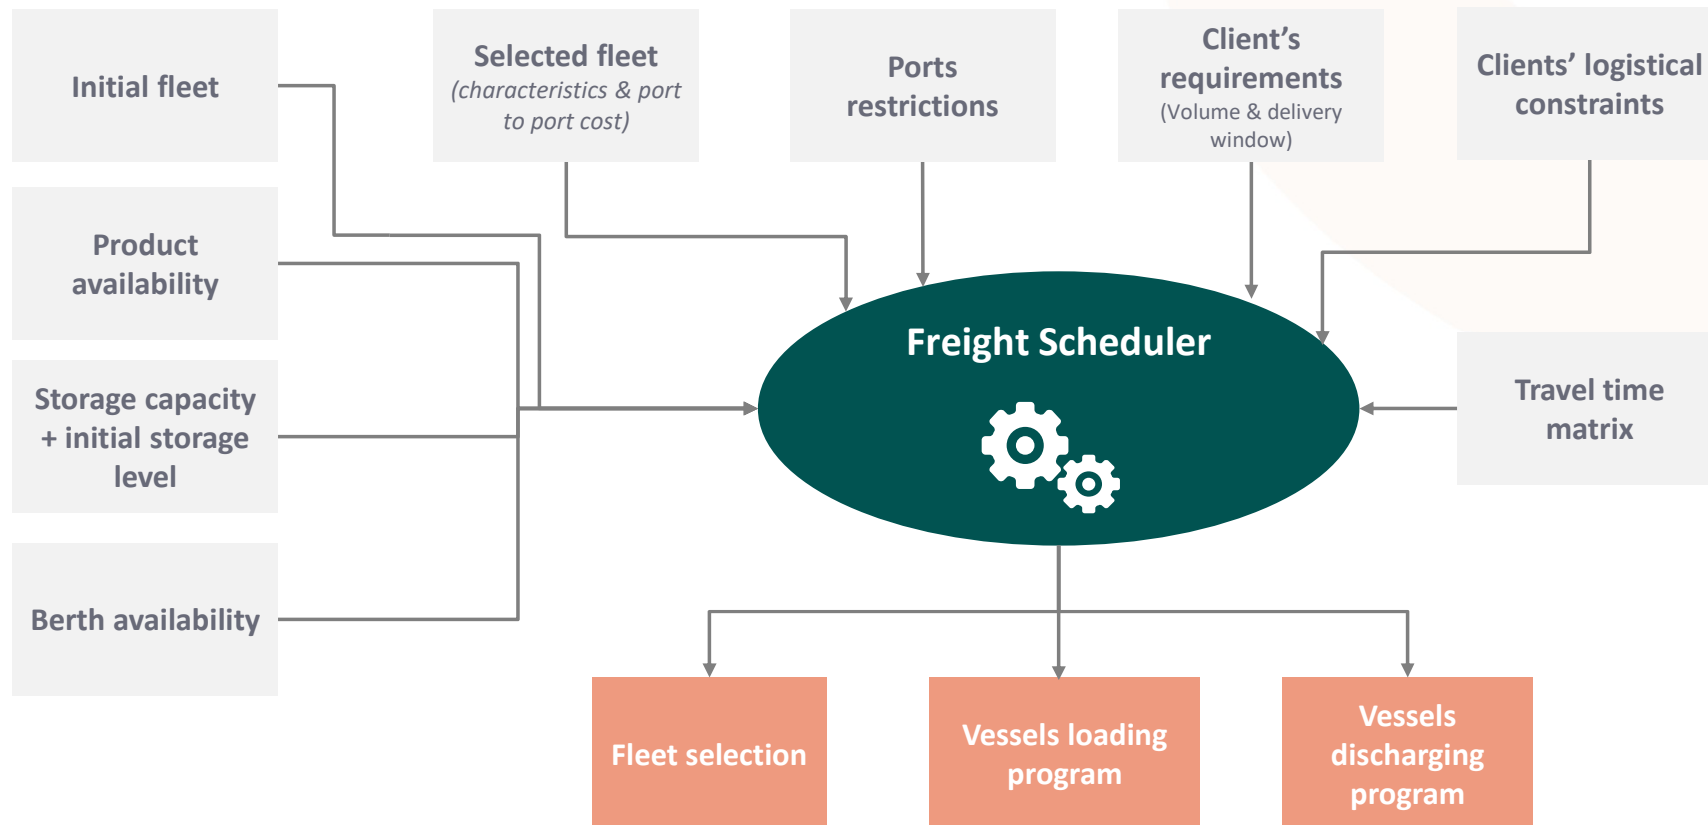 Initial fleet
Selected fleet
(characteristics & port
to port cost)
Ports
restrictions
Client’s
requirements
(Volume & delivery
window)
Clients’ logistical
constraints
Product
availability
Storage capacity
+ initial storage
level
Berth availability
Freight Scheduler
Travel time
matrix
Fleet selection
Vessels loading
program
Vessels
discharging
program